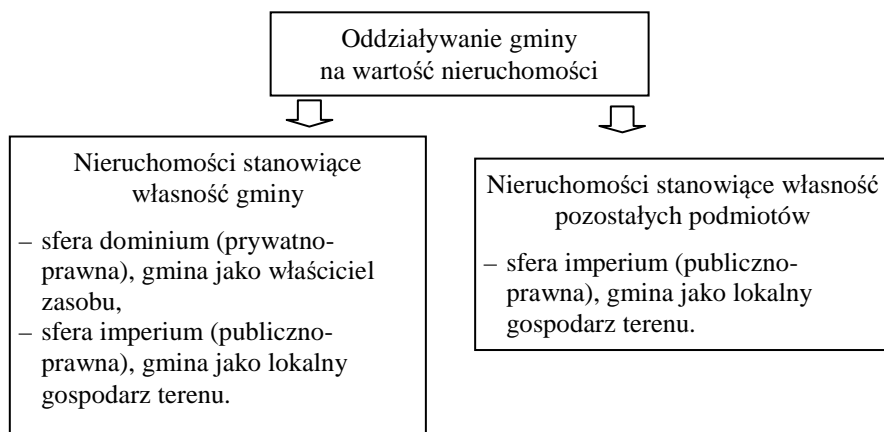 Oddziaływanie gminy
na wartość nieruchomości
Nieruchomości stanowiące
własność gminy
– sfera dominium (prywatno-
prawna), gmina jako właściciel
zasobu,
– sfera imperium (publiczno-
prawna), gmina jako lokalny
gospodarz terenu.
Nieruchomości stanowiące własność
pozostałych podmiotów
– sfera imperium (publiczno-
prawna), gmina jako lokalny
gospodarz terenu.